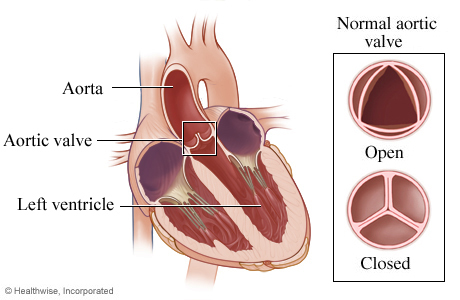 Normal aortic
valve
Aorta
Aortic valve
Left ventricle
Open
Closed
© Healthwise, Incorporated